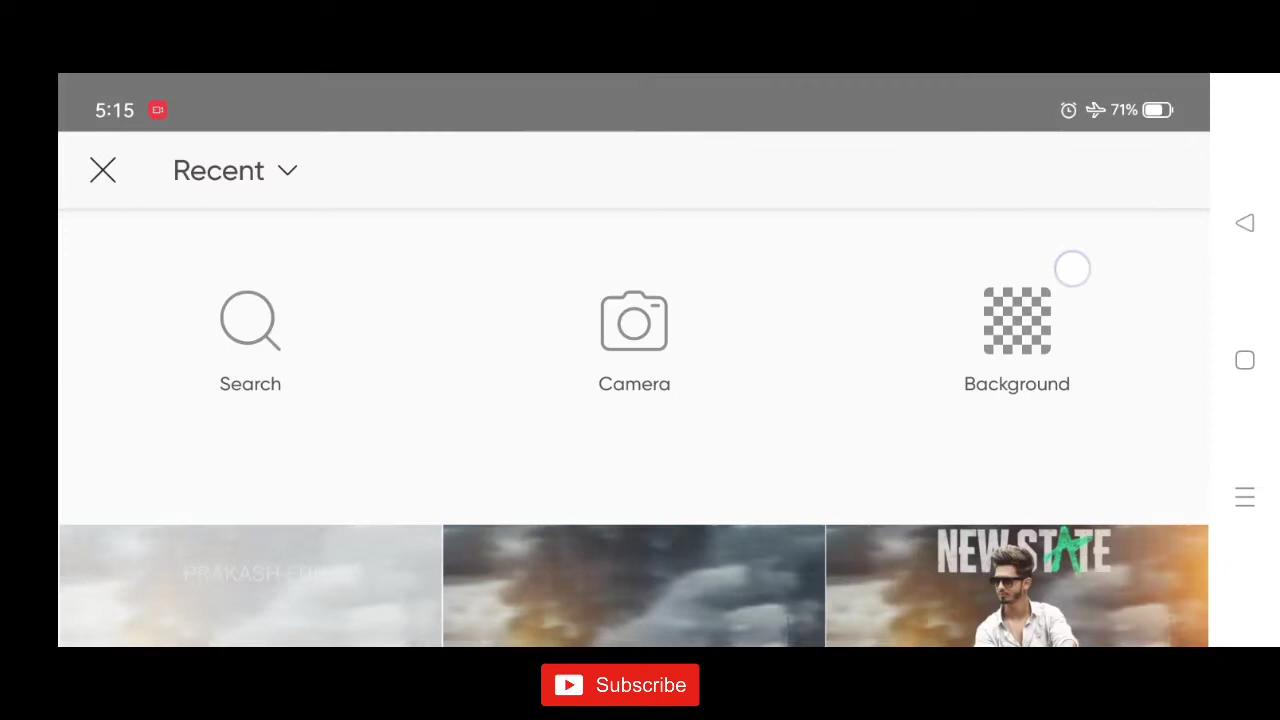 5:15
71%
Recent
Search
Camera
Background
NEW STATE
PRAKASH
Subscribe